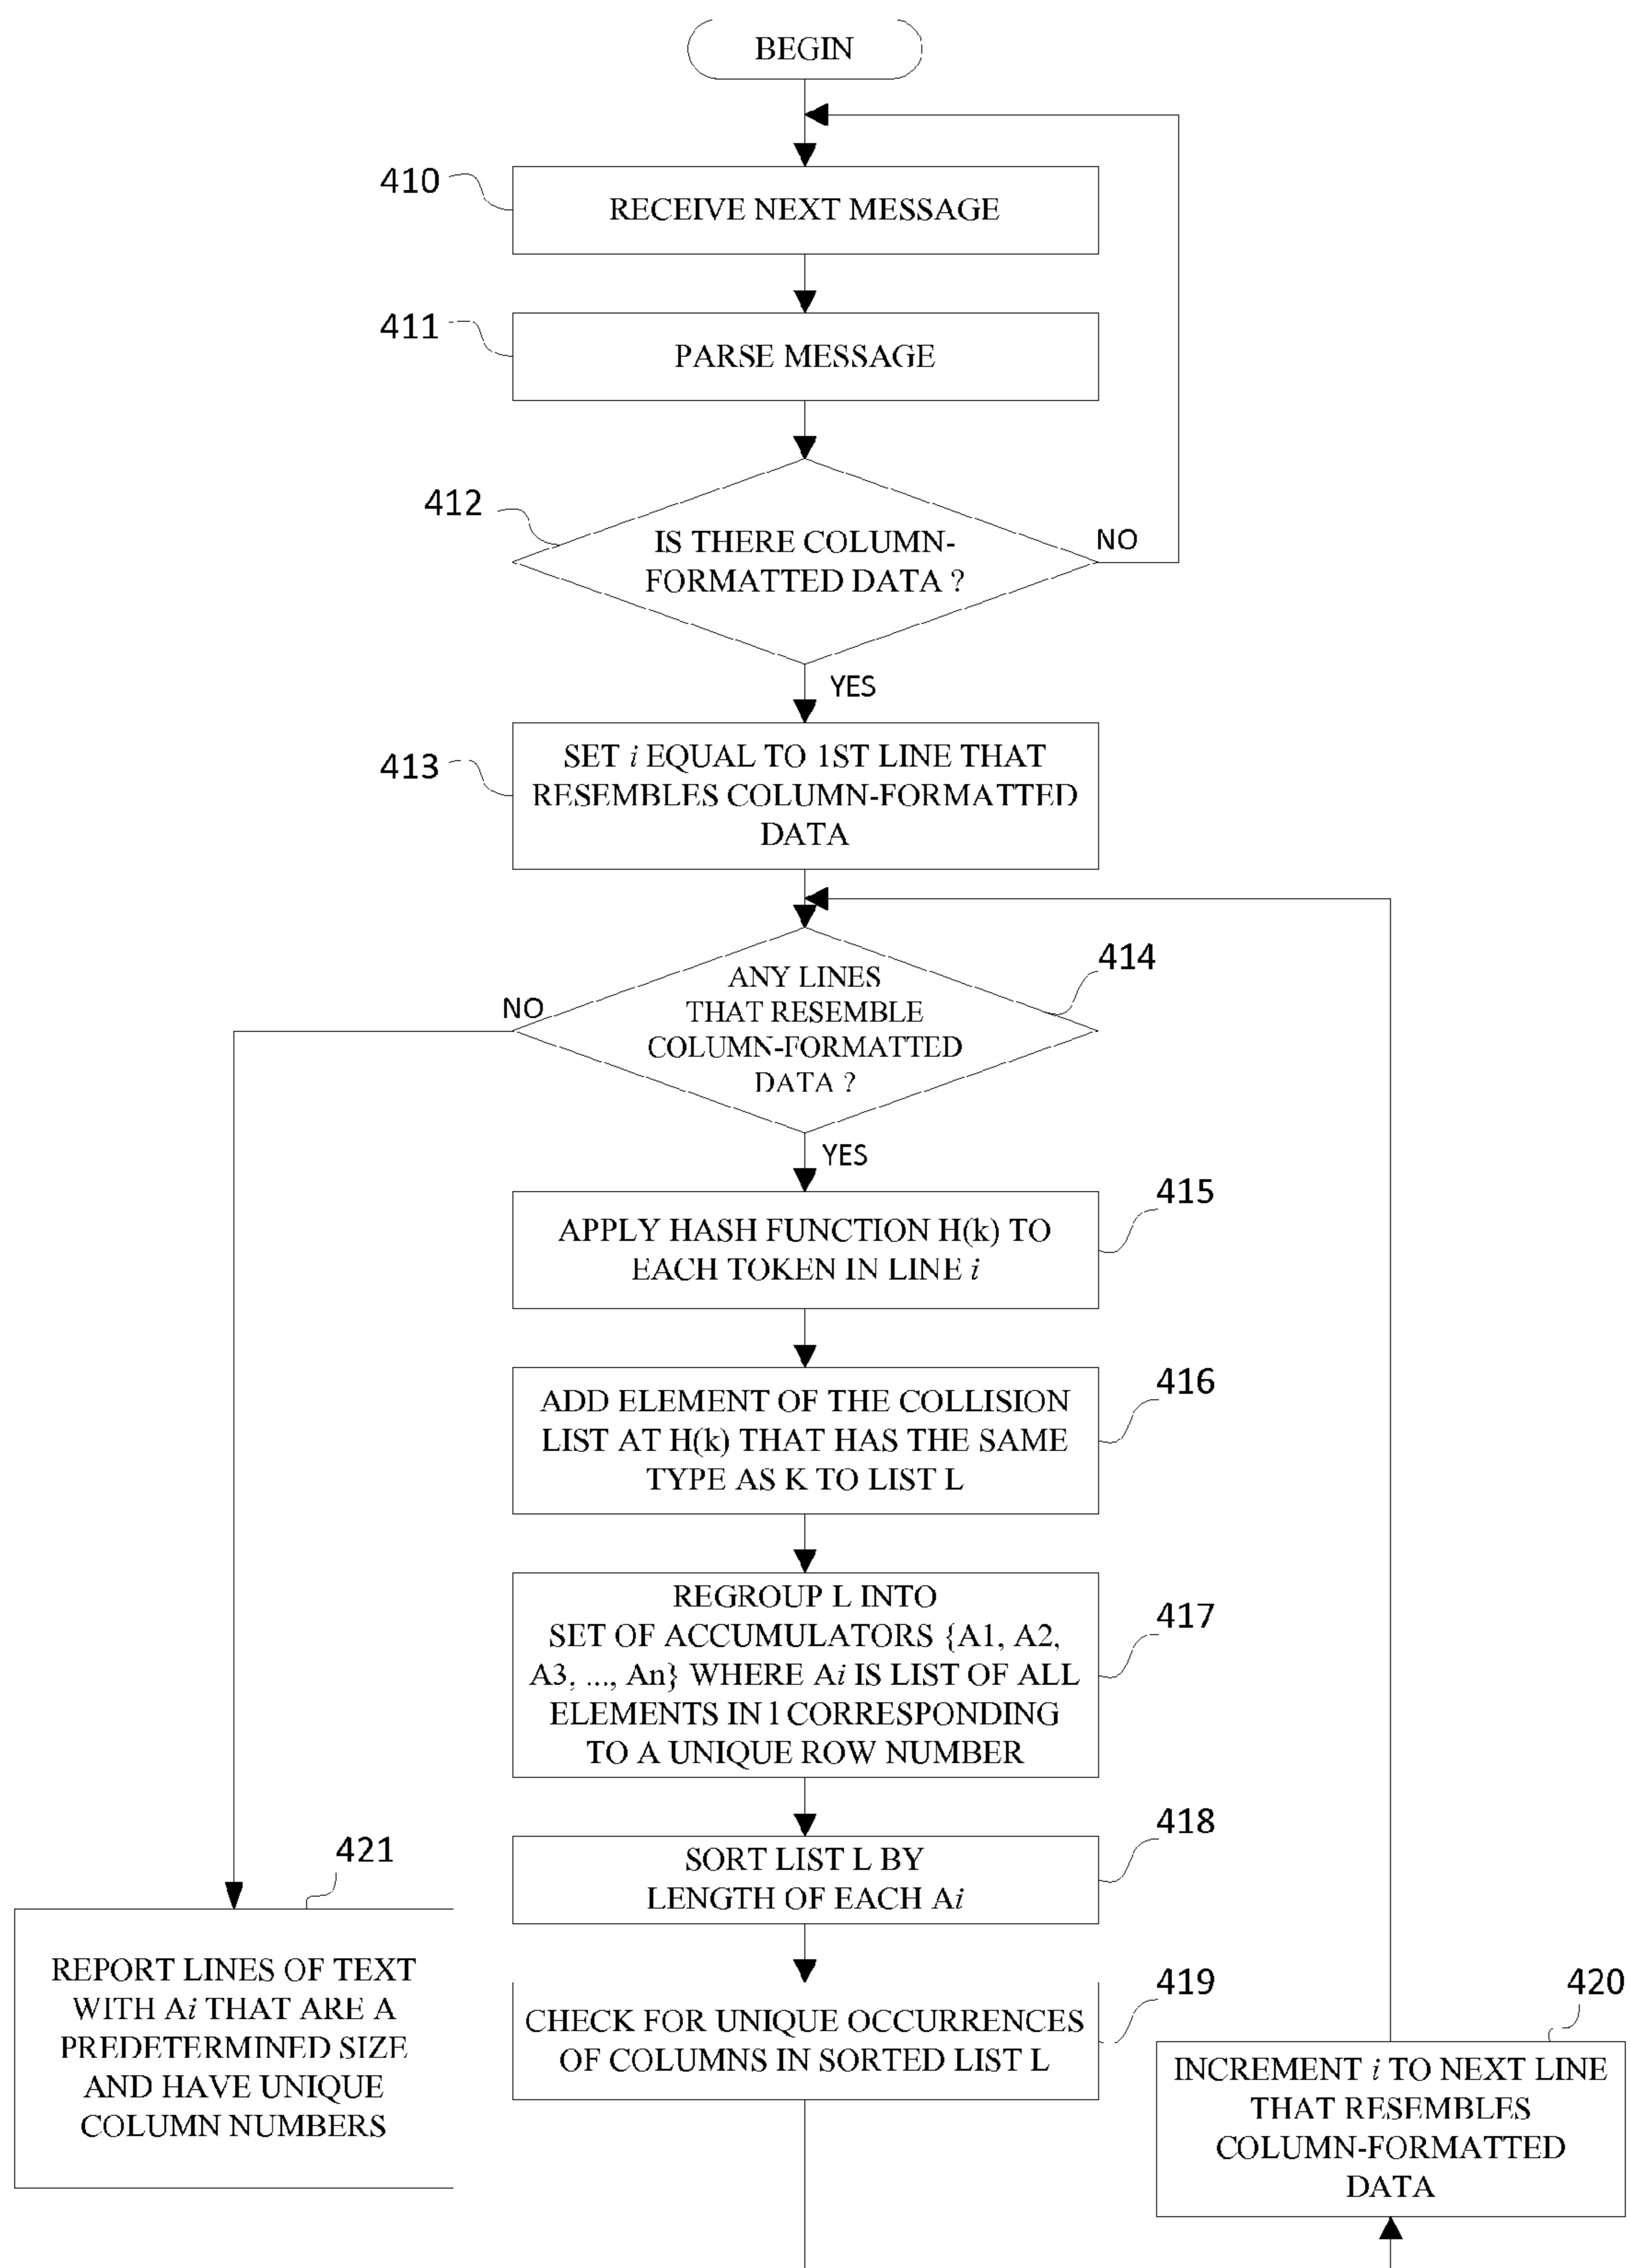 BEGIN
410
RECEIVE NEXT MESSAGE
411
PARSE MESSAGE
412
IS THERE COLUMN-
FORMATTED DATA ?
NO
YES
413
SET i EQUAL TO 1ST LINE THAT
RESEMBLES COLUMN-FORMATTED
DATA
414
ANY LINES
THAT RESEMBLE
COLUMN-FORMATTED
DATA ?
NO
YES
415
APPLY HASH FUNCTION H(k) TO
EACH TOKEN IN LINE i
416
ADD ELEMENT OF THE COLLISION
LIST AT H(k) THAT HAS THE SAME
TYPE AS K TO LIST L
417
REGROUP L INTO
SET OF ACCUMULATORS {A1, A2,
A3, ..., An} WHERE Ai IS LIST OF ALL
ELEMENTS IN l CORRESPONDING
TO A UNIQUE ROW NUMBER
418
SORT LIST L BY
LENGTH OF EACH Ai
419
CHECK FOR UNIQUE OCCURRENCES
OF COLUMNS IN SORTED LIST L
420
INCREMENT i TO NEXT LINE
THAT RESEMBLES
COLUMN-FORMATTED
DATA
421
REPORT LINES OF TEXT
WITH Ai THAT ARE A
PREDETERMINED SIZE
AND HAVE UNIQUE
COLUMN NUMBERS